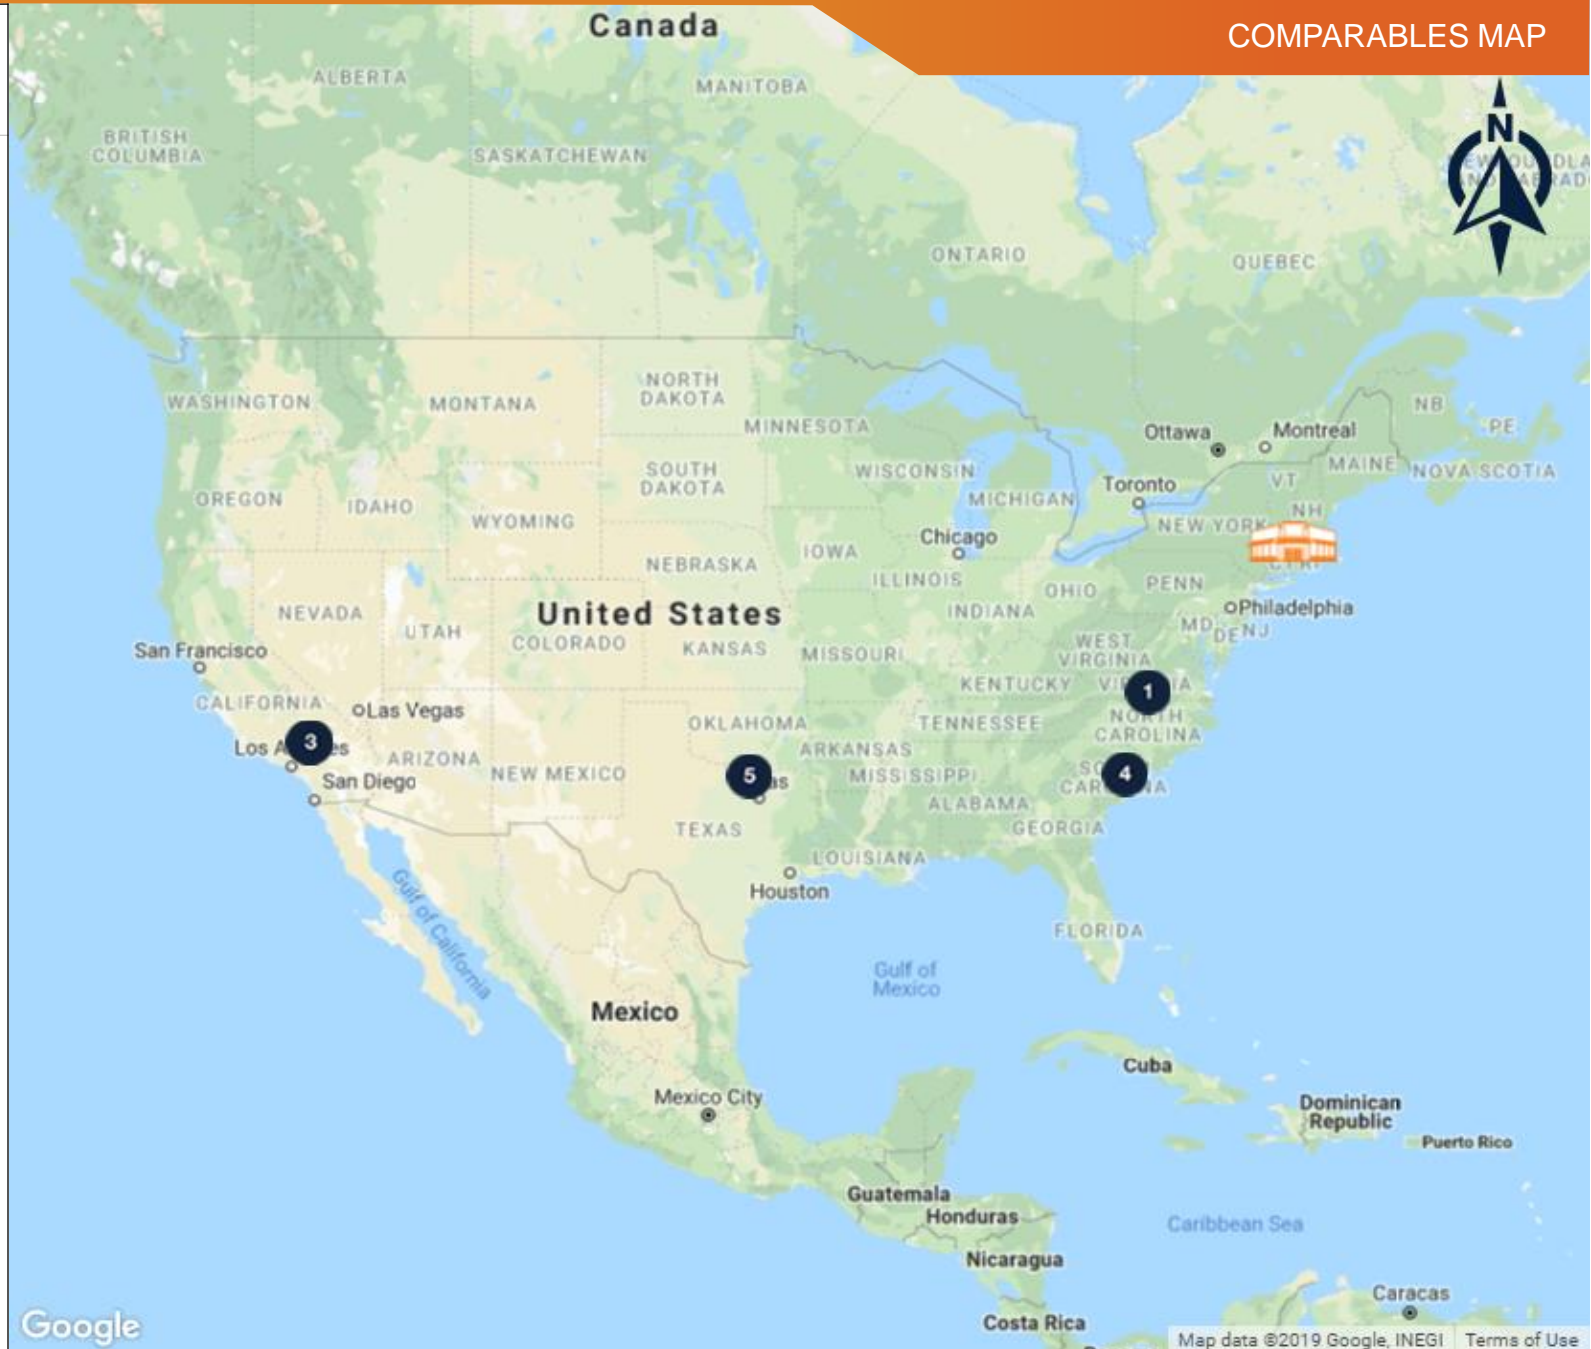 Canada
COMPARABLES MAP
ALBERTA
MANITOBA
N
BRITISH
COLUMBIA
SASKATCHEWAN
ONTARIO
QUEBEC
NORTH
DAKOTA
WASHINGTON
MONTANA
NB
MINNESOTA
PE
Ottawa
Montreal
SOUTH
DAKOTA
WISCONSIN
MAINE
NOVA SCOTIA
OREGON
IDAHO
MICHIGAN
Toronto
VT
WYOMING
NH
NEW YORK
Chicago
IOWA
NEBRASKA
ILLINOIS
OHIO
PENN
INDIANA
Philadelphia
NEVADA
United States
UTAH
COLORADO
KANSAS
MISSOURI
MD
DE
NJ
WEST
VIRGINIA
San Francisco
KENTUCKY
1
CALIFORNIA
Las Vegas
OKLAHOMA
TENNESSEE
NORTH
CAROLINA
3
ARIZONA
ARKANSAS
NEW MEXICO
MISSISSIPPI
4
5
San Diego
ALABAMA
TEXAS
GEORGIA
LOUISIANA
Houston
Gulf of California
FLORIDA
Gulf of
Mexico
Mexico
Cuba
Mexico City
Dominican
Republic
Puerto Rico
Guatemala
Honduras
Caribbean Sea
Nicaragua
Caracas
Costa Rica
Google
Map data ©2019 Google, INEGI
Terms of Use